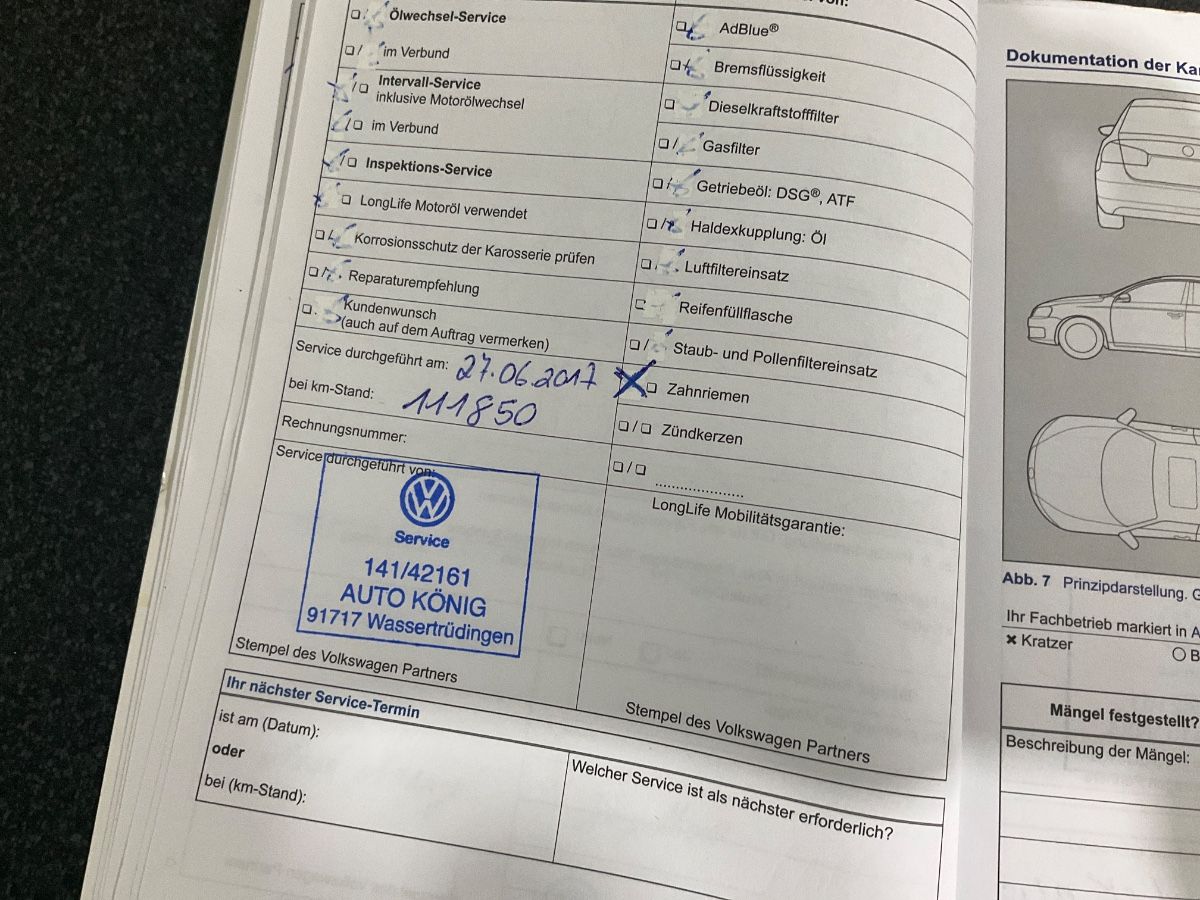 von:
Ölwechsel-Service
im Verbund
Intervall-Service
inklusive Motorölwechsel
im Verbund
Inspektions-Service
LongLife Motoröl verwendet
Korrosionsschutz der Karosserie prüfen
Reparaturempfehlung
Kundenwunsch
(auch auf dem Auftrag vermerken)
Service durchgeführt am: 27.06.2017
bei km-Stand: 111850
Rechnungsnummer:
Service durchgeführt von:
Service
141/42161
AUTO KÖNIG
91717 Wassertrüdingen
Stempel des Volkswagen Partners
AdBlue®
Bremsflüssigkeit
Dieselkraftstofffilter
Gasfilter
Getriebeöl: DSG®, ATF
Haldexkupplung: Öl
Luftfiltereinsatz
Reifenfüllflasche
Staub- und Pollenfiltereinsatz
Zahnriemen
Zündkerzen
.....................
LongLife Mobilitätsgarantie:
Stempel des Volkswagen Partners
Ihr nächster Service-Termin
ist am (Datum):
oder
bei (km-Stand):
Welcher Service ist als nächster erforderlich?
Dokumentation der Kar
Abb. 7 Prinzipdarstellung. G
Ihr Fachbetrieb markiert in A
× Kratzer
O B
Mängel festgestellt?
Beschreibung der Mängel: